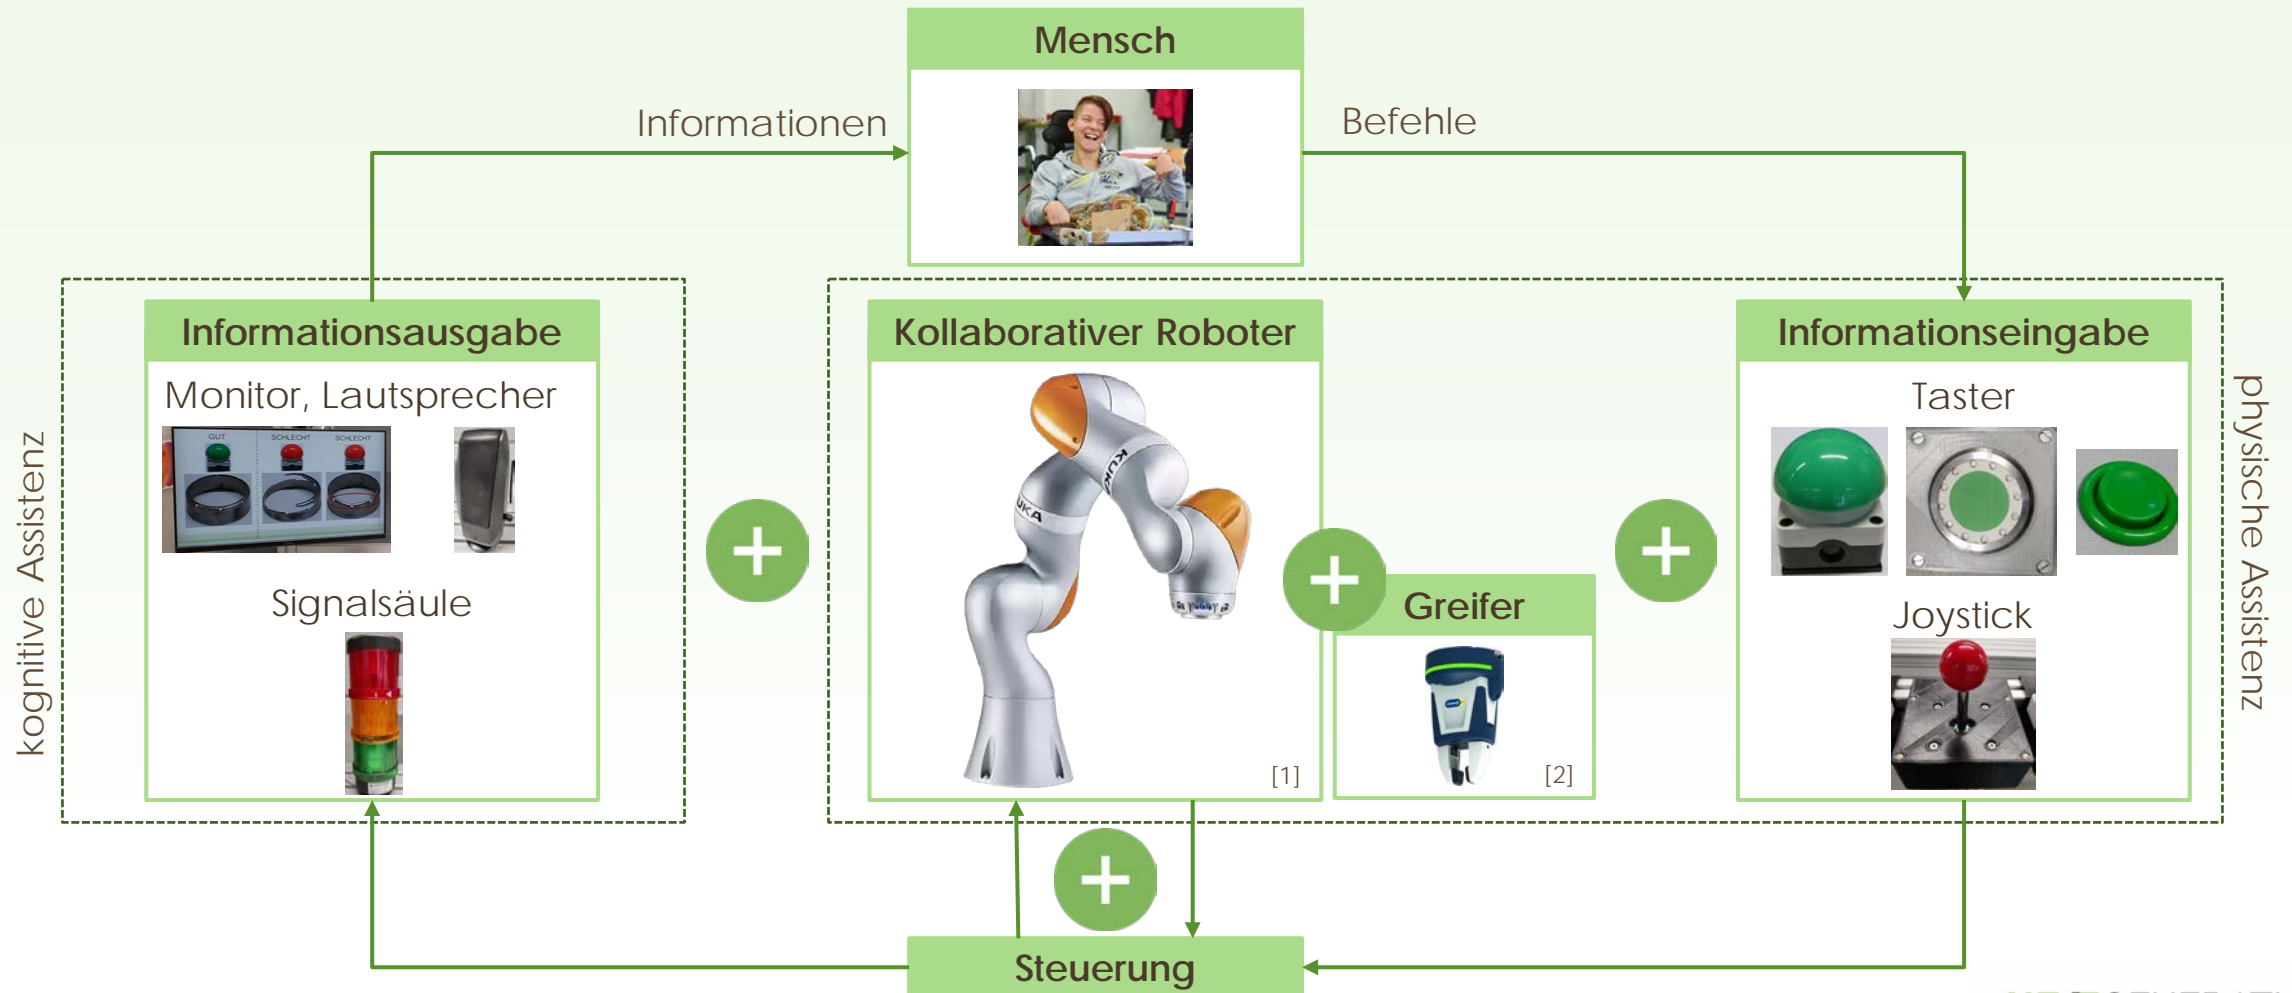 Mensch
Informationen
Befehle
kognitive Assistenz
Informationsausgabe
Monitor, Lautsprecher
GUT
SCHLECHT
SCHLECHT
Signalsäule
Kollaborativer Roboter
KUKA
[1]
Greifer
[2]
Informationseingabe
Taster
Joystick
physische Assistenz
Steuerung